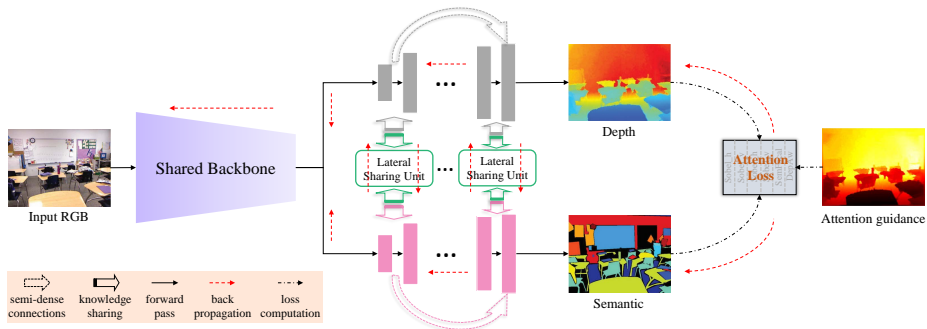 Input RGB
Shared Backbone
Lateral
Sharing Unit
...
Lateral
Sharing Unit
...
...
Depth
Semantic
Attention
Loss
Attention guidance
semi-dense
connections
knowledge
sharing
forward
pass
back
propagation
loss
computation